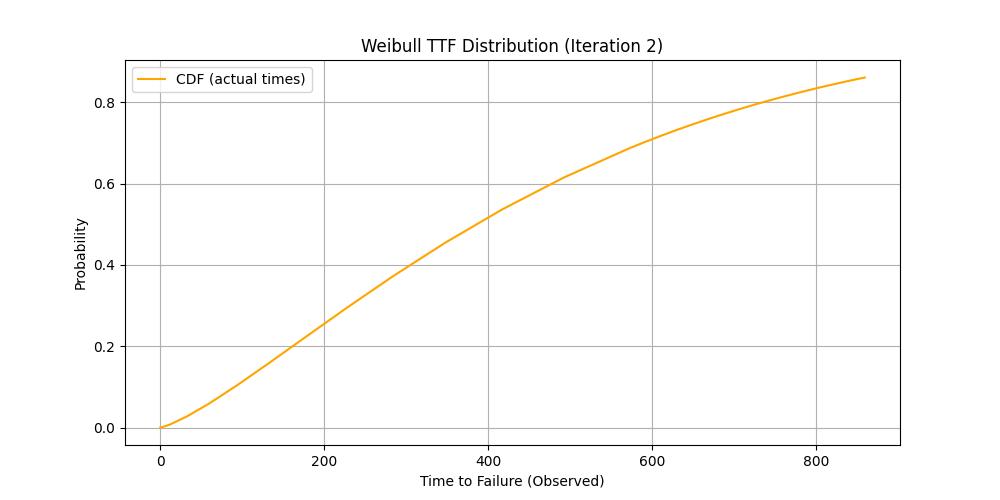 Weibull TTF Distribution (Iteration 2)
CDF (actual times)
Probability
0.8
0.6
0.4
0.2
0.0
0 200 400 600 800
Time to Failure (Observed)